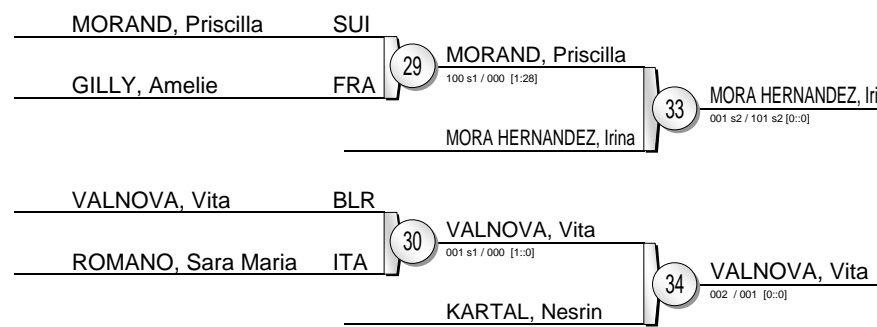 MORAND, Priscilla SUI
29 MORAND, Priscilla
100 s1 / 000 [1:28]
GILLY, Amelie FRA
33 MORA HERNANDEZ, Iri
001 s2 / 101 s2 [0::0]
MORA HERNANDEZ, Irina
VALNOVA, Vita BLR
30 VALNOVA, Vita
001 s1 / 000 [1::0]
ROMANO, Sara Maria ITA
34 VALNOVA, Vita
002 / 001 [0::0]
KARTAL, Nesrin